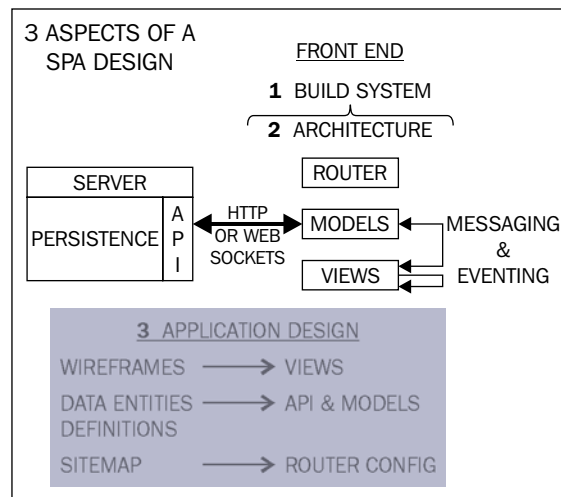 3 ASPECTS OF A
SPA DESIGN
FRONT END
1 BUILD SYSTEM
2 ARCHITECTURE
SERVER
PERSISTENCE
A
P
I
HTTP
OR WEB
SOCKETS
ROUTER
MODELS
VIEWS
MESSAGING
&
EVENTING
3 APPLICATION DESIGN
WIREFRAMES VIEWS
DATA ENTITIES API & MODELS
DEFINITIONS
SITEMAP ROUTER CONFIG